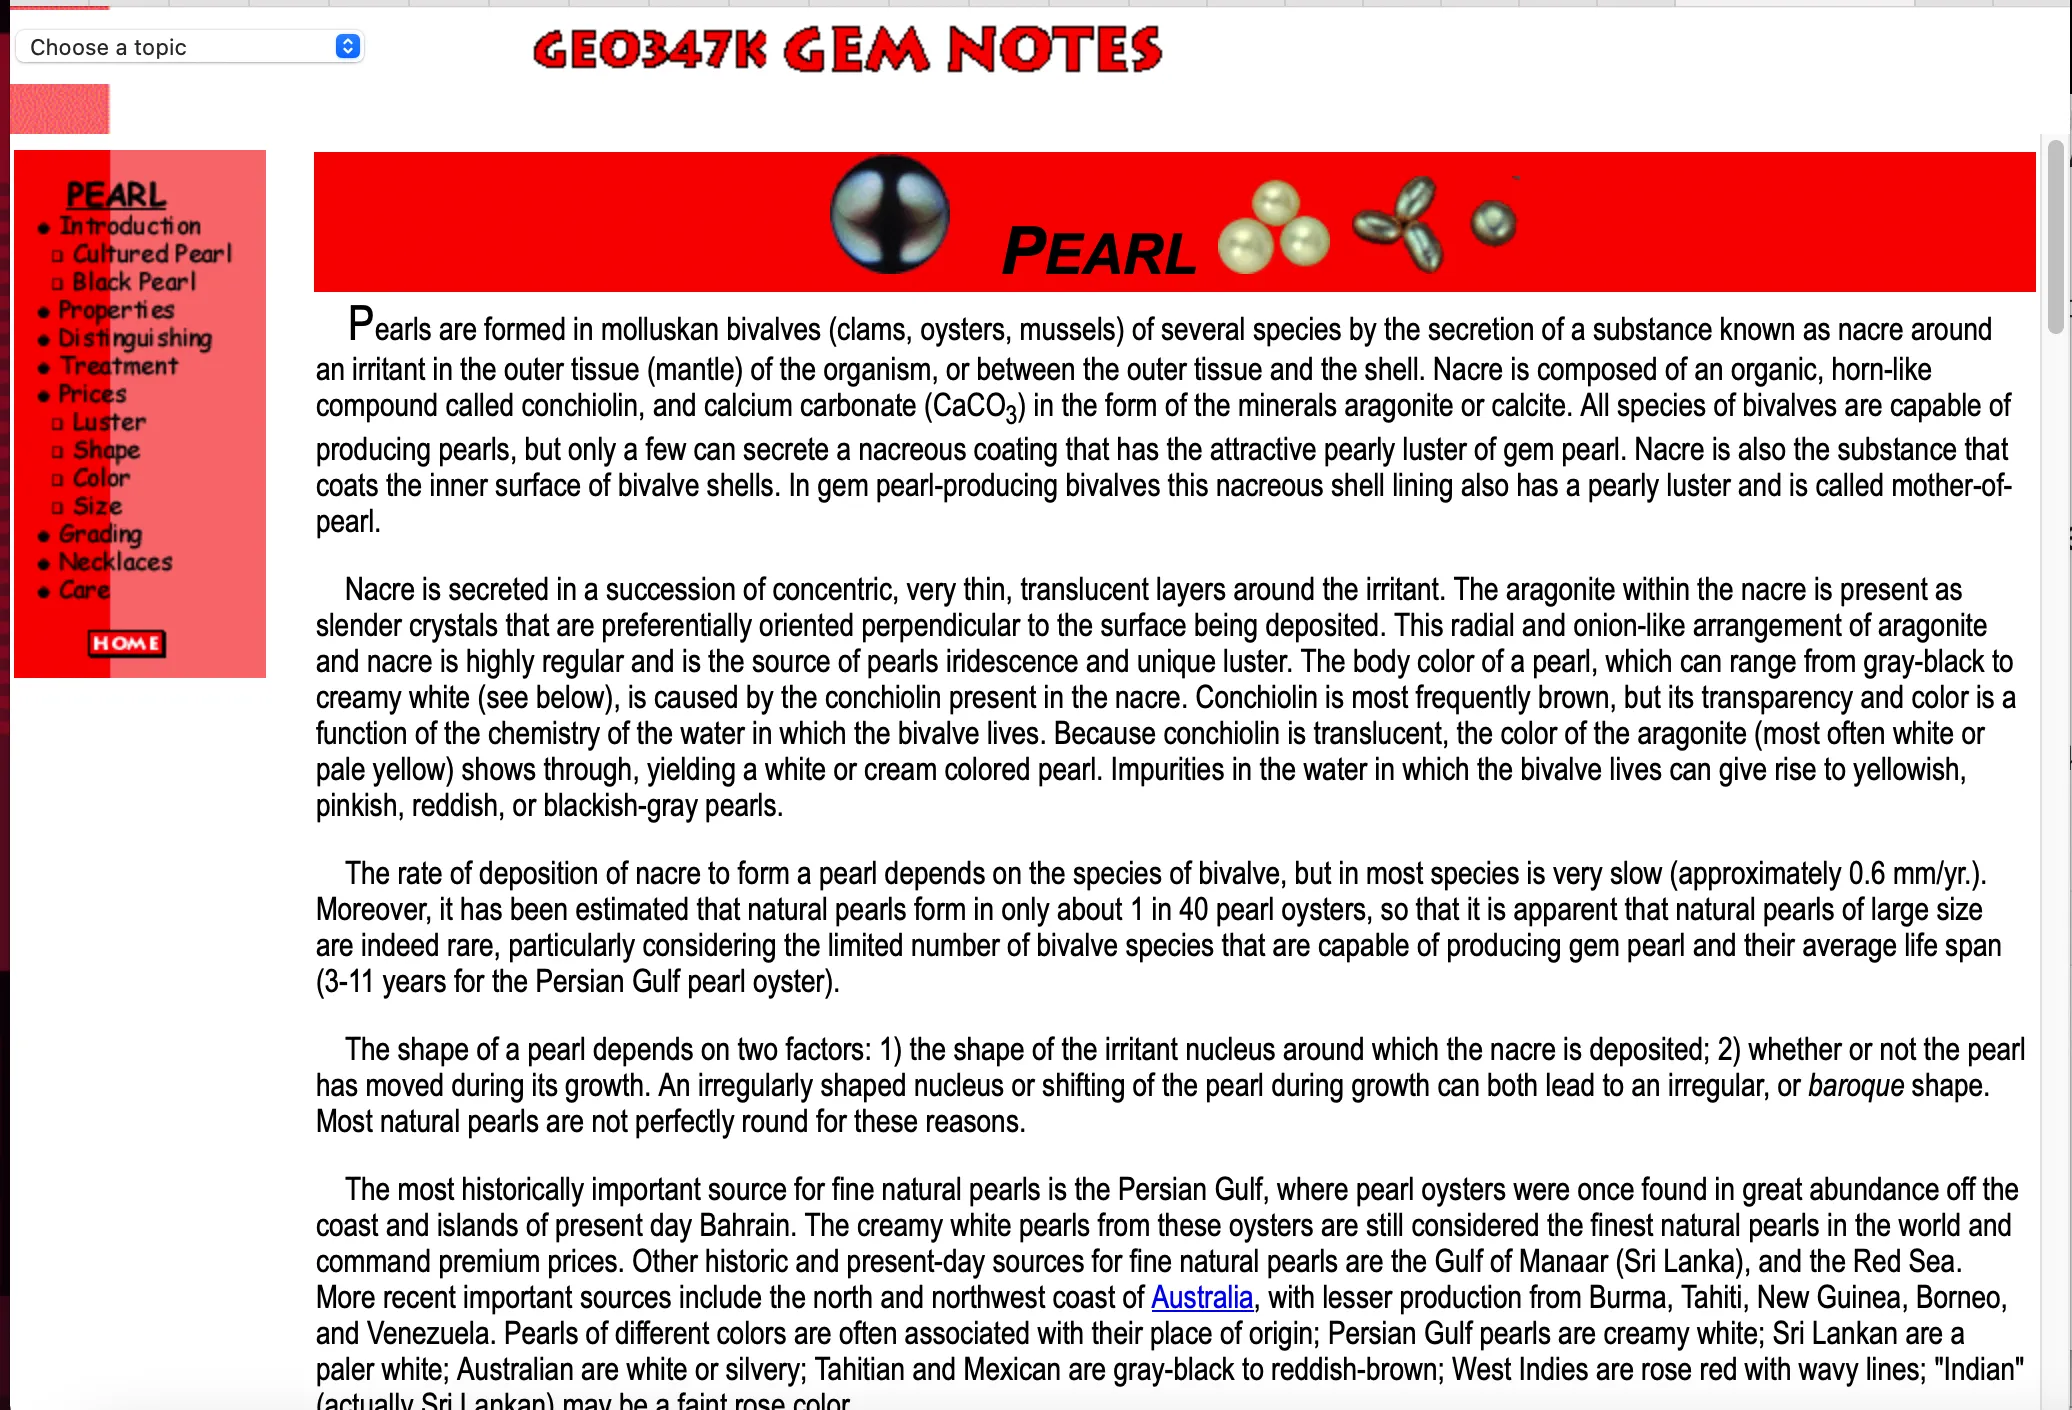 Choose a topic
GEO347K GEM NOTES
PEARL
Introduction
Cultured Pearl
Black Pearl
Properties
Distinguishing
Treatment
Prices
Luster
Shape
Color
Size
Grading
Necklaces
Care
HOME
PEARL
Pearls are formed in molluskan bivalves (clams, oysters, mussels) of several species by the secretion of a substance known as nacre around
an irritant in the outer tissue (mantle) of the organism, or between the outer tissue and the shell. Nacre is composed of an organic, horn-like
compound called conchiolin, and calcium carbonate (CaCO3) in the form of the minerals aragonite or calcite. All species of bivalves are capable of
producing pearls, but only a few can secrete a nacreous coating that has the attractive pearly luster of gem pearl. Nacre is also the substance that
coats the inner surface of bivalve shells. In gem pearl-producing bivalves this nacreous shell lining also has a pearly luster and is called mother-of-
pearl.
Nacre is secreted in a succession of concentric, very thin, translucent layers around the irritant. The aragonite within the nacre is present as
slender crystals that are preferentially oriented perpendicular to the surface being deposited. This radial and onion-like arrangement of aragonite
and nacre is highly regular and is the source of pearls iridescence and unique luster. The body color of a pearl, which can range from gray-black to
creamy white (see below), is caused by the conchiolin present in the nacre. Conchiolin is most frequently brown, but its transparency and color is a
function of the chemistry of the water in which the bivalve lives. Because conchiolin is translucent, the color of the aragonite (most often white or
pale yellow) shows through, yielding a white or cream colored pearl. Impurities in the water in which the bivalve lives can give rise to yellowish,
pinkish, reddish, or blackish-gray pearls.
The rate of deposition of nacre to form a pearl depends on the species of bivalve, but in most species is very slow (approximately 0.6 mm/yr.).
Moreover, it has been estimated that natural pearls form in only about 1 in 40 pearl oysters, so that it is apparent that natural pearls of large size
are indeed rare, particularly considering the limited number of bivalve species that are capable of producing gem pearl and their average life span
(3-11 years for the Persian Gulf pearl oyster).
The shape of a pearl depends on two factors: 1) the shape of the irritant nucleus around which the nacre is deposited; 2) whether or not the pearl
has moved during its growth. An irregularly shaped nucleus or shifting of the pearl during growth can both lead to an irregular, or baroque shape.
Most natural pearls are not perfectly round for these reasons.
The most historically important source for fine natural pearls is the Persian Gulf, where pearl oysters were once found in great abundance off the
coast and islands of present day Bahrain. The creamy white pearls from these oysters are still considered the finest natural pearls in the world and
command premium prices. Other historic and present-day sources for fine natural pearls are the Gulf of Manaar (Sri Lanka), and the Red Sea.
More recent important sources include the north and northwest coast of Australia, with lesser production from Burma, Tahiti, New Guinea, Borneo,
and Venezuela. Pearls of different colors are often associated with their place of origin; Persian Gulf pearls are creamy white; Sri Lankan are a
paler white; Australian are white or silvery; Tahitian and Mexican are gray-black to reddish-brown; West Indies are rose red with wavy lines; "Indian"
(actually Sri Lankan) may be a faint rose color